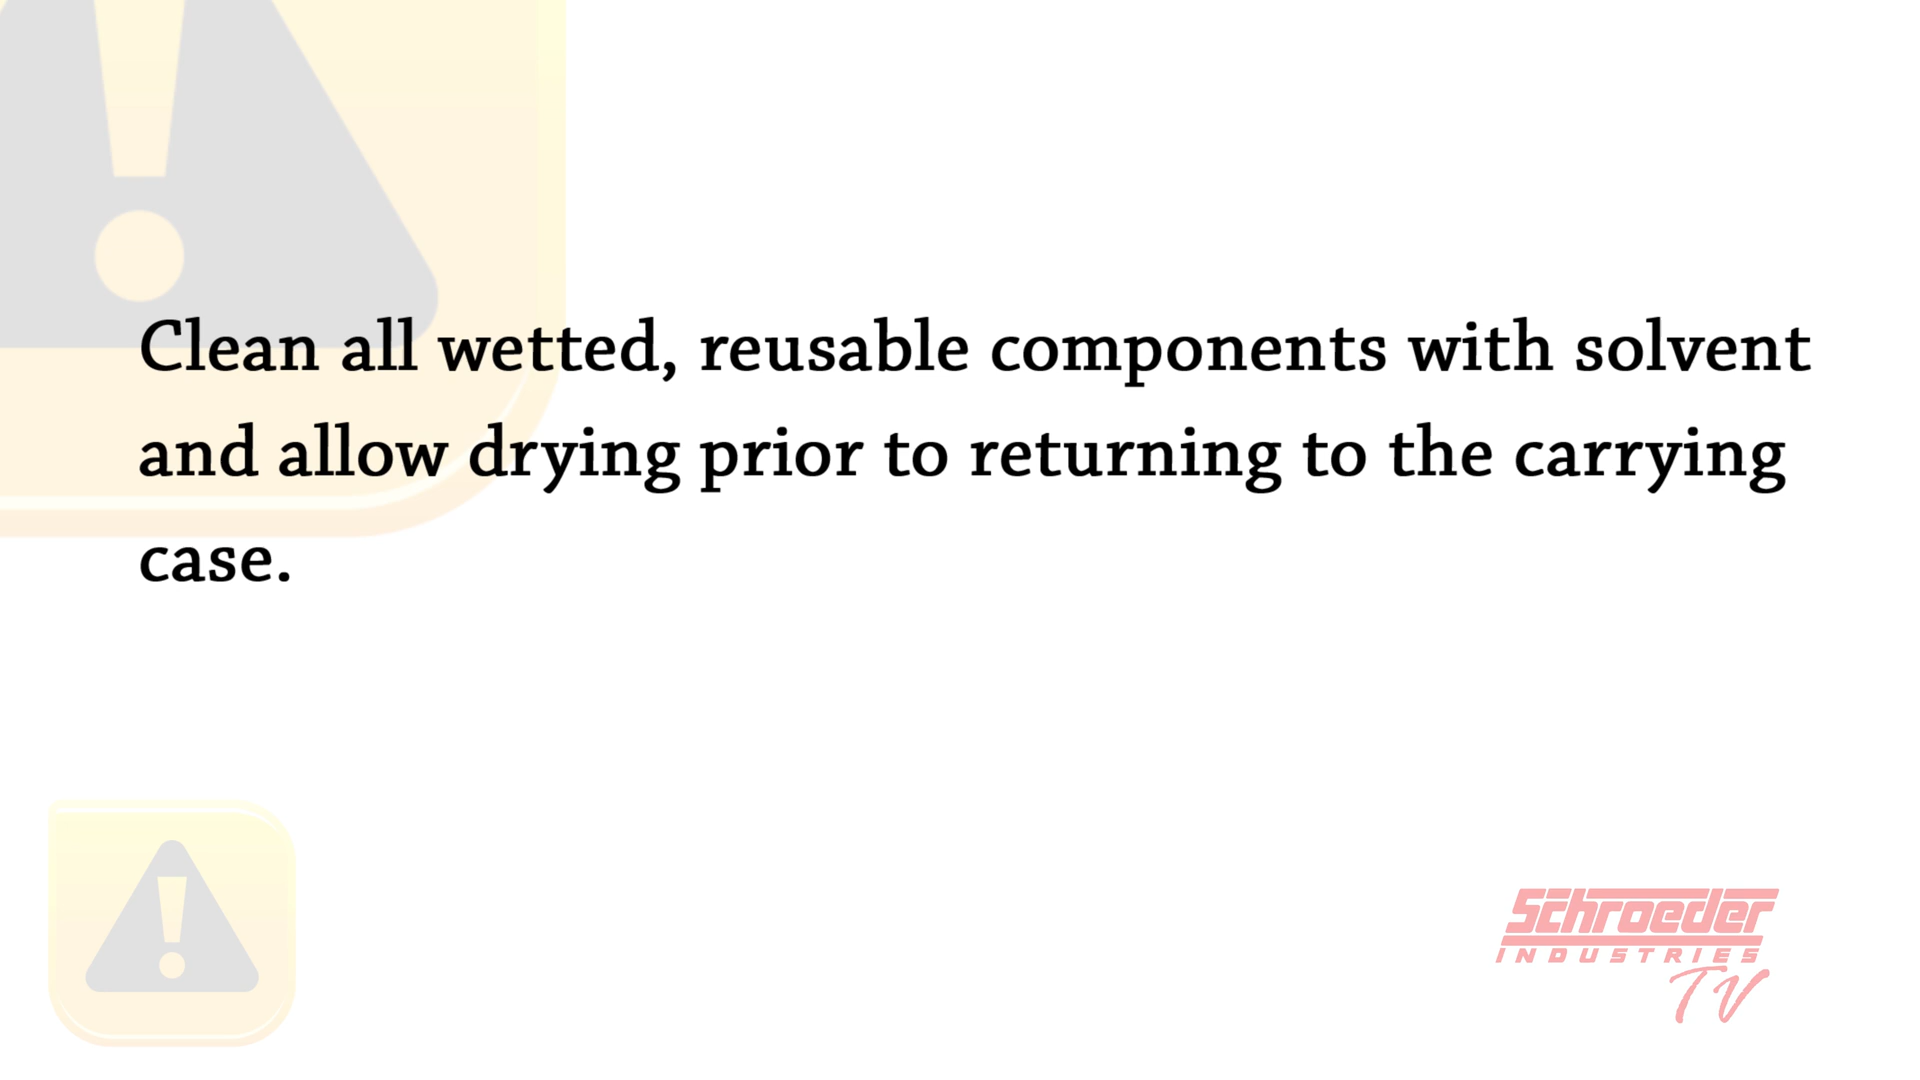 Clean all wetted, reusable components with solvent
and allow drying prior to returning to the carrying
case.
Schroeder
INDUSTRIES
TV